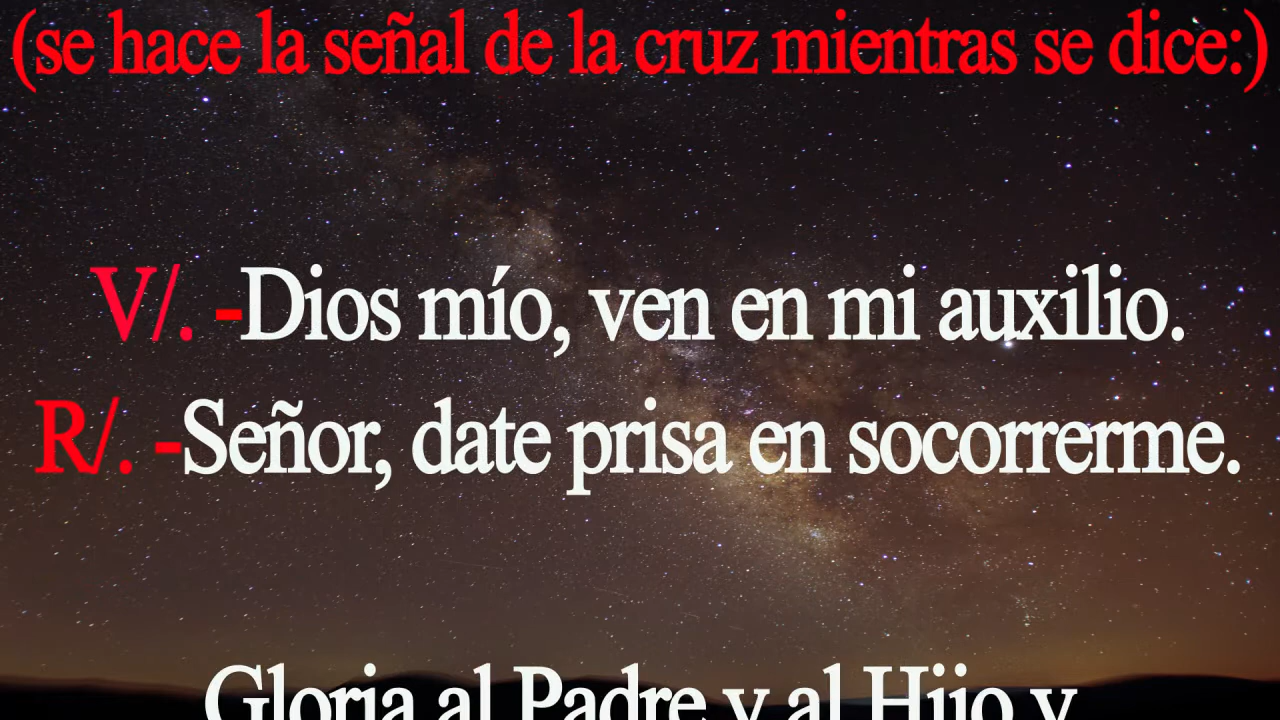 (se hace la señal de la cruz mientras se dice:)
V/. -Dios mío, ven en mi auxilio.
R/. -Señor, date prisa en socorrerme.
Gloria al Padre y al Hijo y